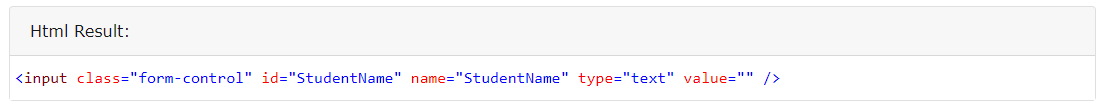 Html Result:
<input class="form-control" id="StudentName" name="StudentName" type="text" value="" />